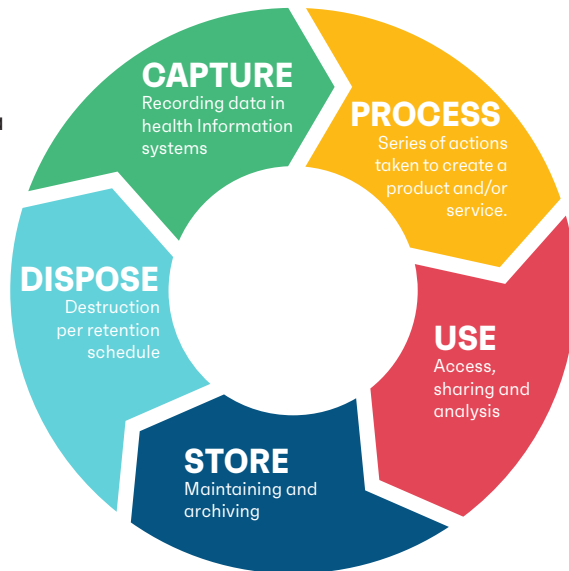 CAPTURE
Recording data in
health Information
systems
PROCESS
Series of actions
taken to create a
product and/or
service.
USE
Access,
sharing and
analysis
STORE
Maintaining and
archiving
DISPOSE
Destruction
per retention
schedule